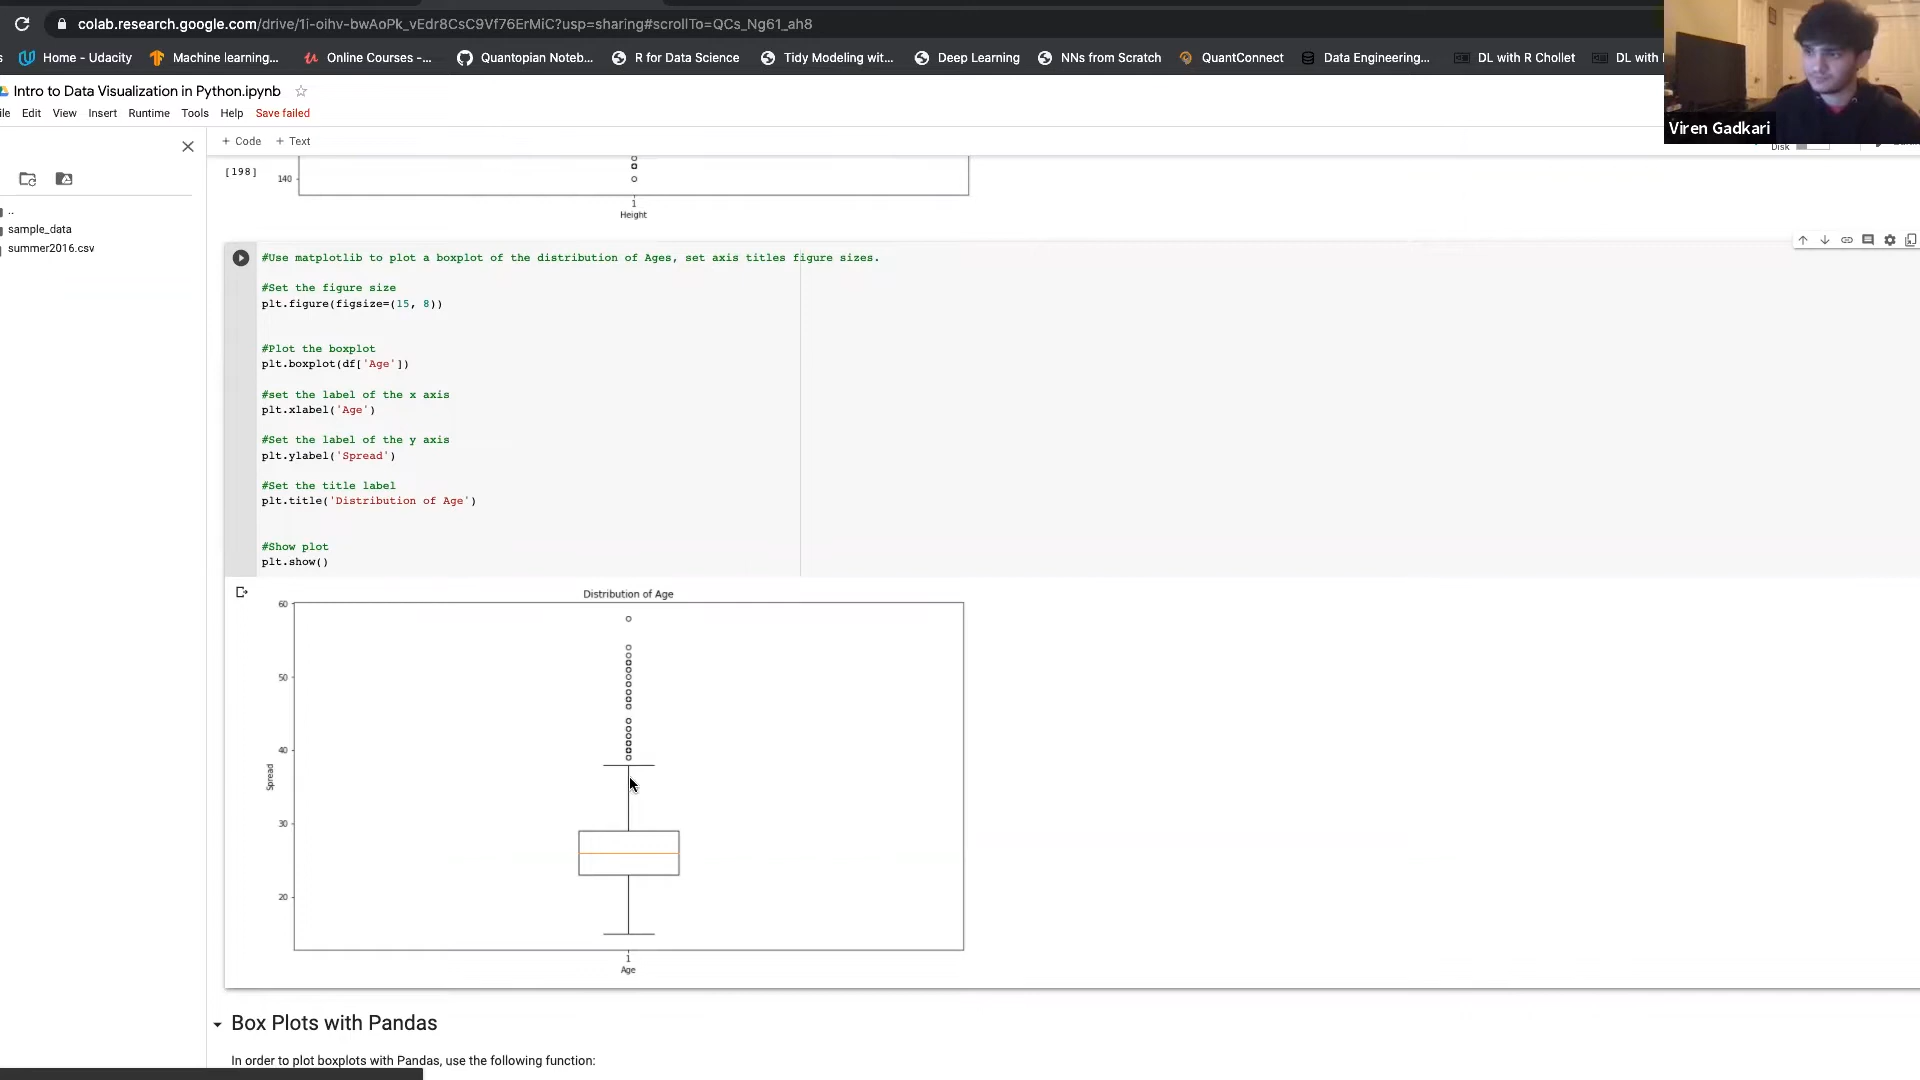 colab.research.google.com/drive/1i-oihv-bwAoPk_vEdr8CsC9Vf76ErMiC?usp=sharing#scrollTo=QCs_Ng61_ah8
Home - Udacity Machine learning... Online Courses -... Quantopian Noteb... R for Data Science Tidy Modeling wit... Deep Learning NNs from Scratch QuantConnect Data Engineering... DL with R Chollet DL with
Viren Gadkari
Intro to Data Visualization in Python.ipynb
Edit View Insert Runtime Tools Help Save failed
+ Code + Text
Disk
..
sample_data
summer2016.csv
[198]
140
1
Height
#Use matplotlib to plot a boxplot of the distribution of Ages, set axis titles figure sizes.
#Set the figure size
plt.figure(figsize=(15, 8))
#Plot the boxplot
plt.boxplot(df['Age'])
#set the label of the x axis
plt.xlabel('Age')
#Set the label of the y axis
plt.ylabel('Spread')
#Set the title label
plt.title('Distribution of Age')
#Show plot
plt.show()
Distribution of Age
60
50
40
Spread
30
20
1
Age
Box Plots with Pandas
In order to plot boxplots with Pandas, use the following function: